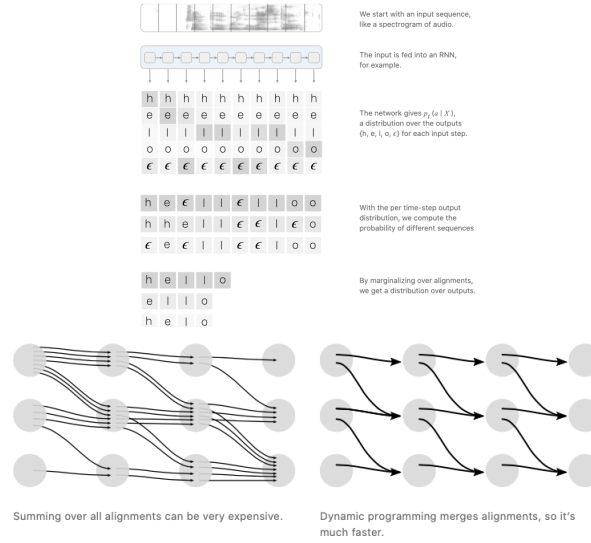 We start with an input sequence,
like a spectrogram of audio.
The input is fed into an RNN,
for example.
h h h h h h h h h h
e e e e e e e e e e
l l l l l l l l l l
o o o o o o o o o o
ϵ ϵ ϵ ϵ ϵ ϵ ϵ ϵ ϵ ϵ
The network gives pₜ (a | X),
a distribution over the outputs
{h, e, l, o, ϵ} for each input step.
h e ϵ l l ϵ l l o o
h h e l l ϵ ϵ l ϵ o
ϵ e ϵ l l ϵ ϵ l o o
With the per time-step output
distribution, we compute the
probability of different sequences
h e l l o
e l l o
h e l o
By marginalizing over alignments,
we get a distribution over outputs.
Summing over all alignments can be very expensive.
Dynamic programming merges alignments, so it's
much faster.